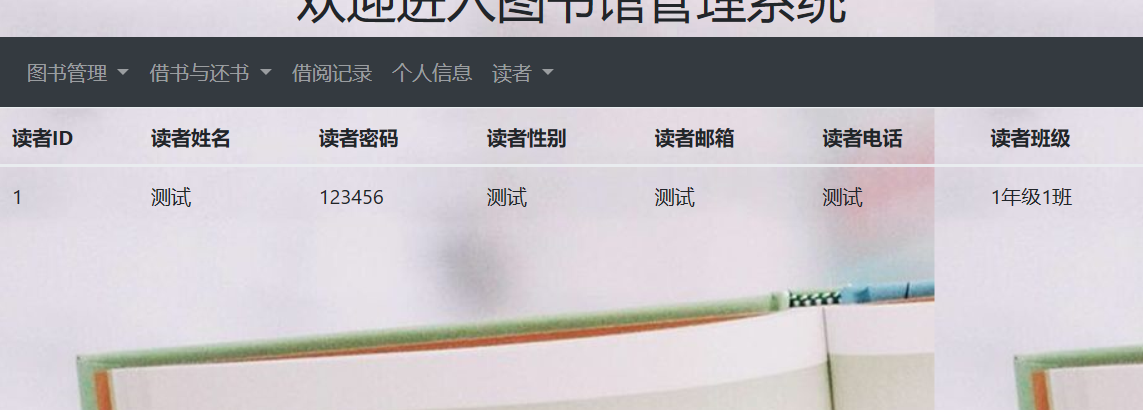 欢迎进入图书馆管理系统
图书管理 借书与还书 借阅记录 个人信息 读者
读者ID 读者姓名 读者密码 读者性别 读者邮箱 读者电话 读者班级
1 测试 123456 测试 测试 测试 1年级1班